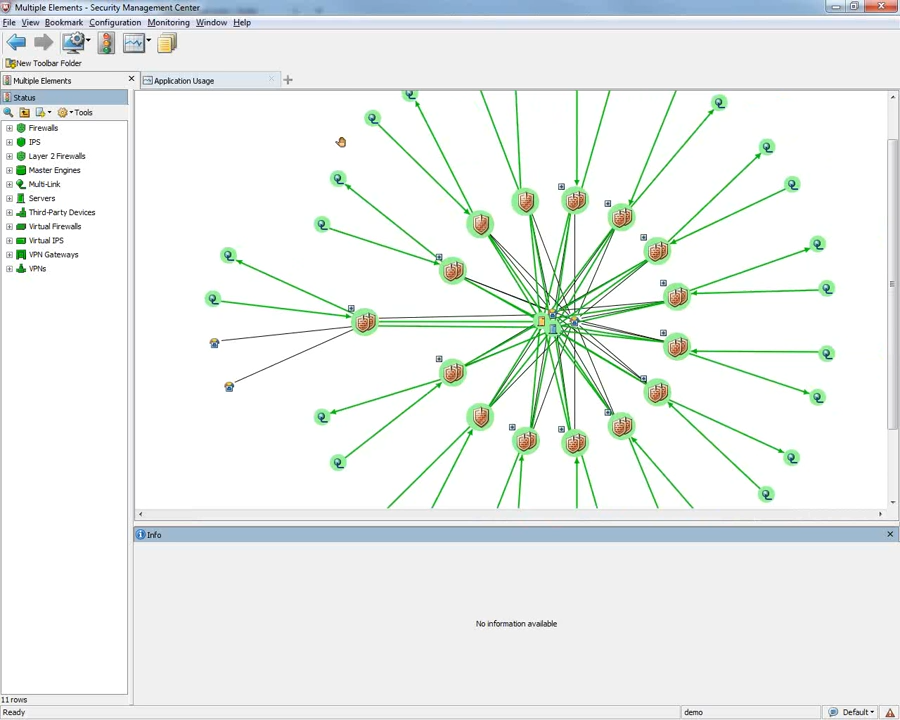 Multiple Elements - Security Management Center
File View Bookmark Configuration Monitoring Window Help
New Toolbar Folder
Multiple Elements
Application Usage
Status
Tools
Firewalls
IPS
Layer 2 Firewalls
Master Engines
Multi-Link
Servers
Third-Party Devices
Virtual Firewalls
Virtual IPS
VPN Gateways
VPNs
Info
No information available
11 rows
Ready
demo
Default